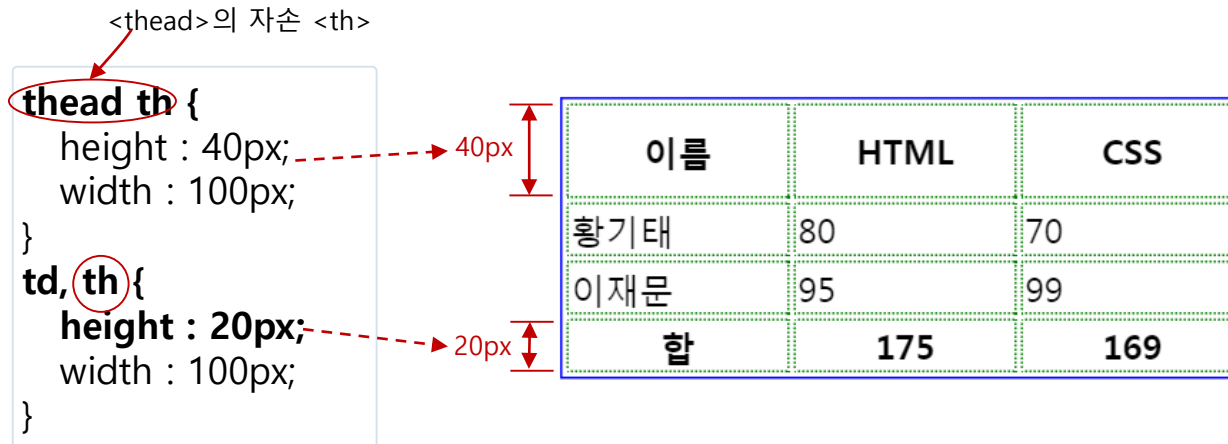 <thead>의 자손 <th>
thead th {
height : 40px;
width : 100px;
}
td, th {
height : 20px;
width : 100px;
}
40px
20px
이름 HTML CSS
황기태 80 70
이재문 95 99
합 175 169